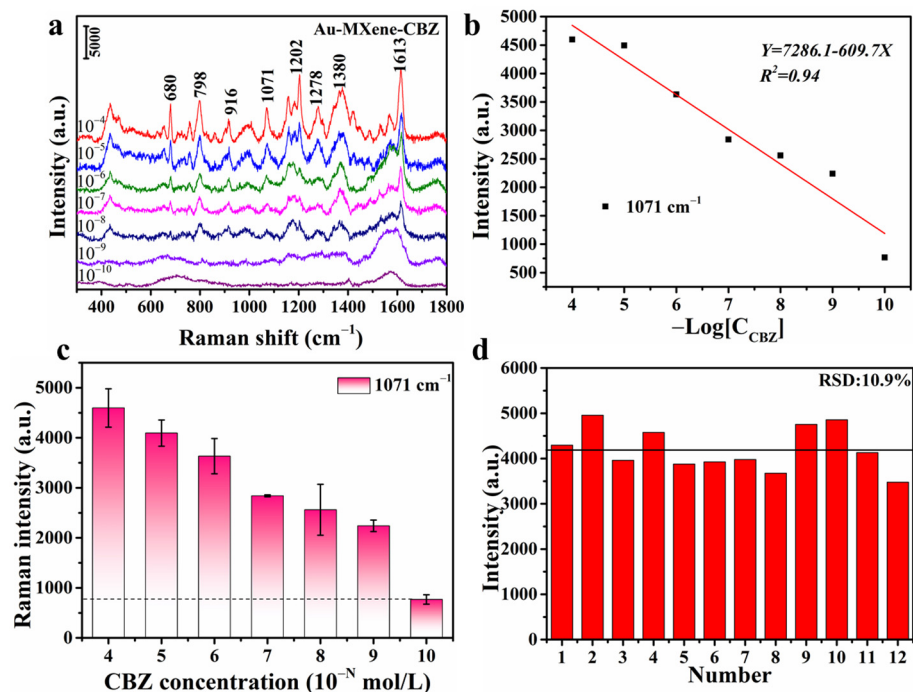 a
Au-MXene-CBZ
5000
680
798
916
1071
1202
1278
1380
1613
10⁻⁴
10⁻⁵
10⁻⁶
10⁻⁷
10⁻⁸
10⁻⁹
10⁻¹⁰
Intensity (a.u.)
400 600 800 1000 1200 1400 1600 1800
Raman shift (cm⁻¹)
b
5000
4500
4000
3500
3000
2500
2000
1500
1000
500
Intensity (a.u.)
Y=7286.1-609.7X
R²=0.94
1071 cm⁻¹
4 5 6 7 8 9 10
−Log[C_CBZ]
c
1071 cm⁻¹
5000
4000
3000
2000
1000
0
Raman intensity (a.u.)
4 5 6 7 8 9 10
CBZ concentration (10⁻ᴺ mol/L)
d
RSD:10.9%
6000
5000
4000
3000
2000
1000
0
Intensity (a.u.)
1 2 3 4 5 6 7 8 9 10 11 12
Number